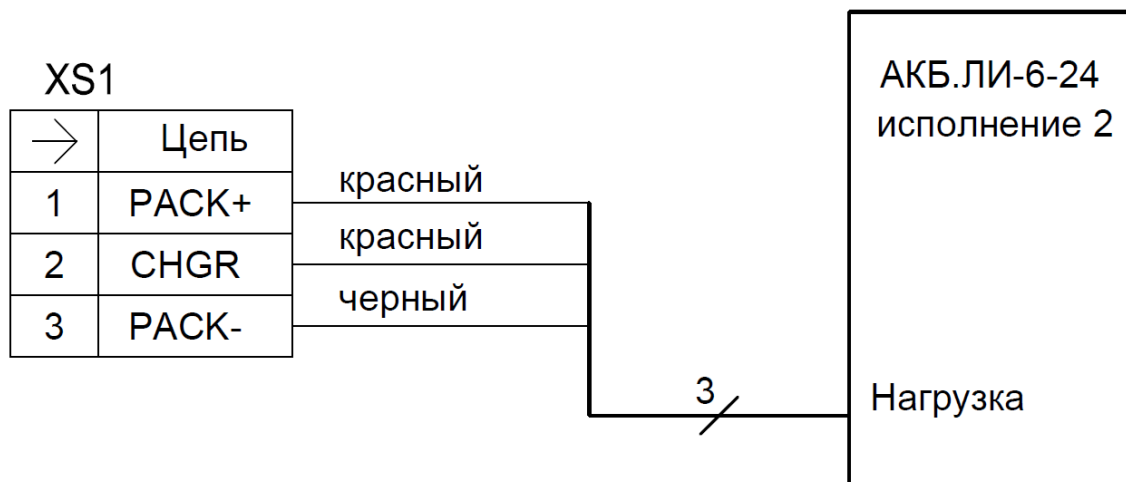 XS1
Цепь
1 PACK+
2 CHGR
3 PACK-
красный
красный
черный
3
АКБ.ЛИ-6-24
исполнение 2
Нагрузка